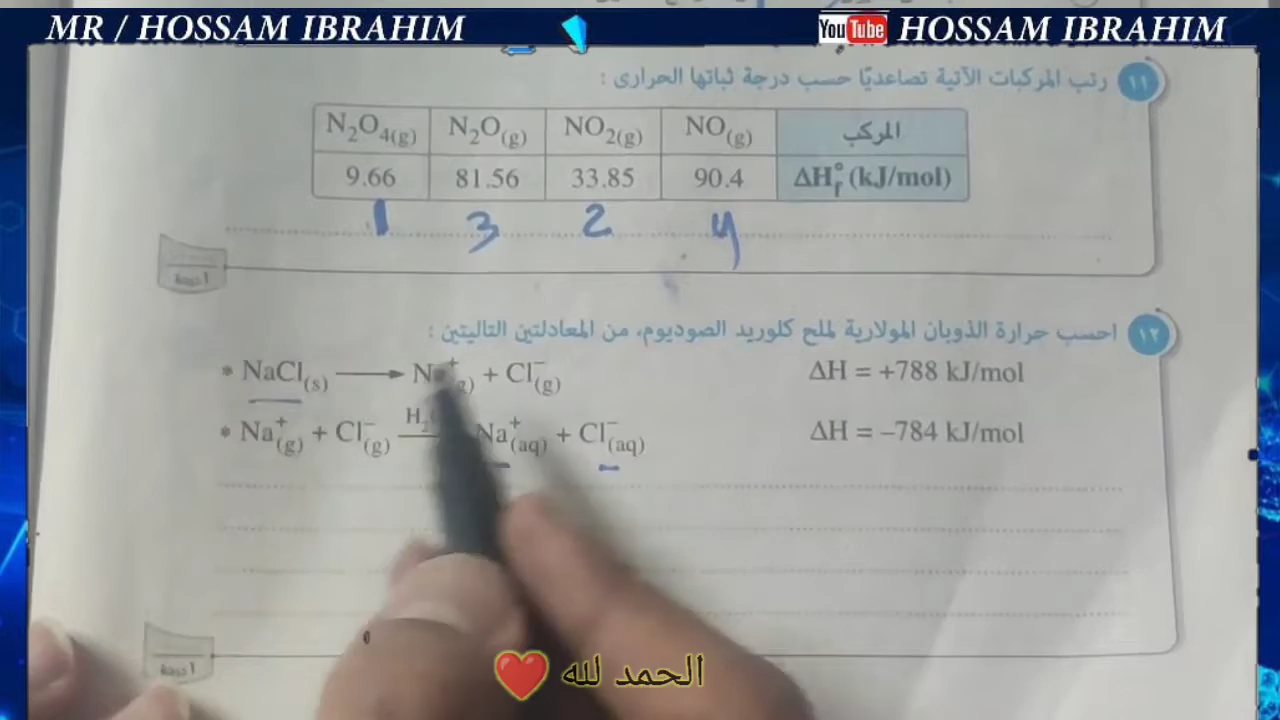 MR / HOSSAM IBRAHIM
YouTube HOSSAM IBRAHIM
١١ رتب المركبات الآتية تصاعديًا حسب درجة ثباتها الحرارى :
المركب NO(g) NO₂(g) N₂O(g) N₂O₄(g)
ΔH°f (kJ/mol) 90.4 33.85 81.56 9.66
1 3 2 4
١٢ احسب حرارة الذوبان المولارية لملح كلوريد الصوديوم، من المعادلتين التاليتين :
* NaCl(s) ⟶ Na⁺(g) + Cl⁻(g) ΔH = +788 kJ/mol
* Na⁺(g) + Cl⁻(g) ⟶ Na⁺(aq) + Cl⁻(aq) ΔH = –784 kJ/mol
الحمد لله ❤️